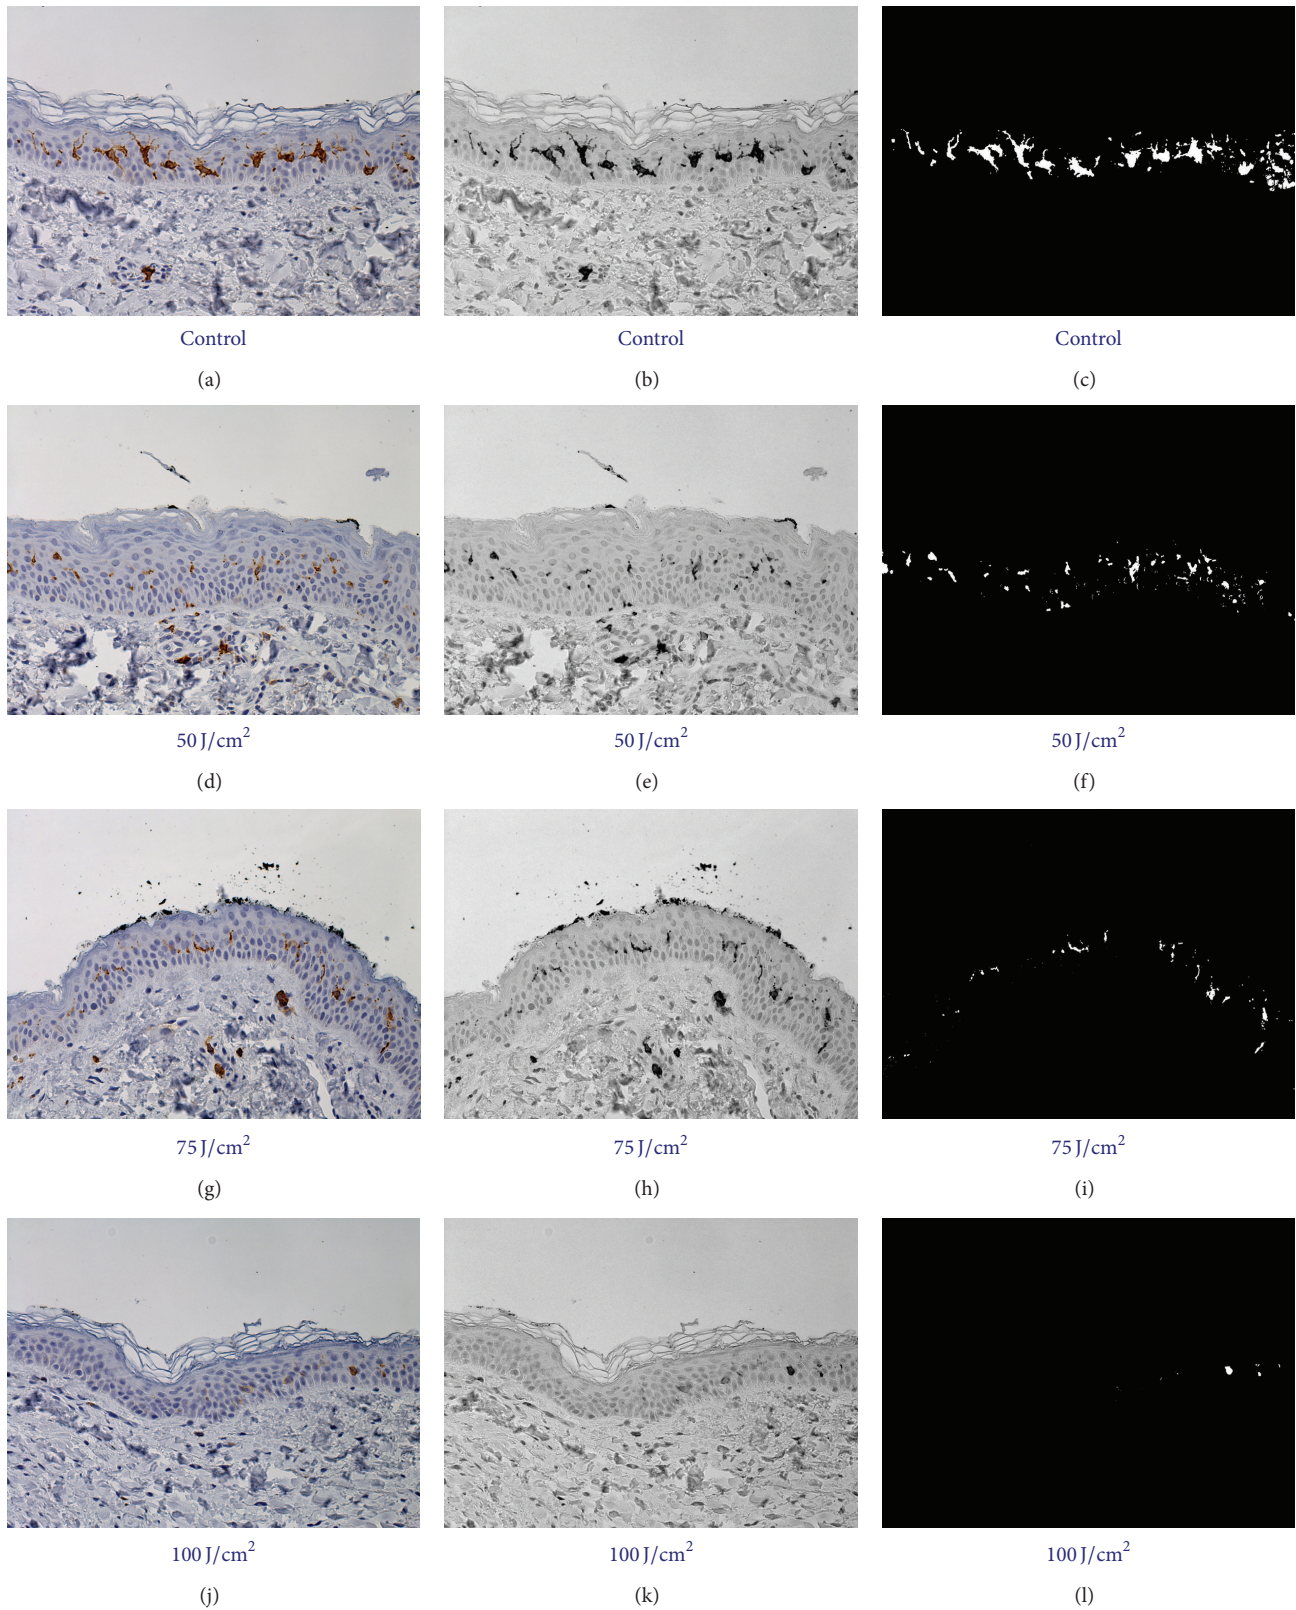 Control Control Control
(a) (b) (c)
50 J/cm² 50 J/cm² 50 J/cm²
(d) (e) (f)
75 J/cm² 75 J/cm² 75 J/cm²
(g) (h) (i)
100 J/cm² 100 J/cm² 100 J/cm²
(j) (k) (l)